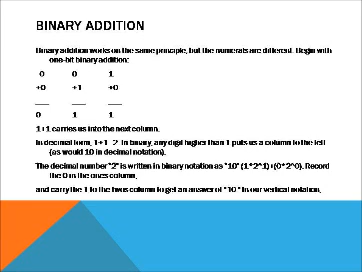 BINARY ADDITION
Binary addition works on the same principle, but the numerals are different. Begin with
one-bit binary addition:
0 0 1
+0 +1 +0
___ ___ ___
0 1 1
1+1 carries us into the next column.
In decimal form, 1+1=2. In binary, any digit higher than 1 puts us a column to the left
(as would 10 in decimal notation).
The decimal number "2" is written in binary notation as "10" (1*2^1)+(0*2^0). Record
the 0 in the ones column,
and carry the 1 to the twos column to get an answer of "10." In our vertical notation,